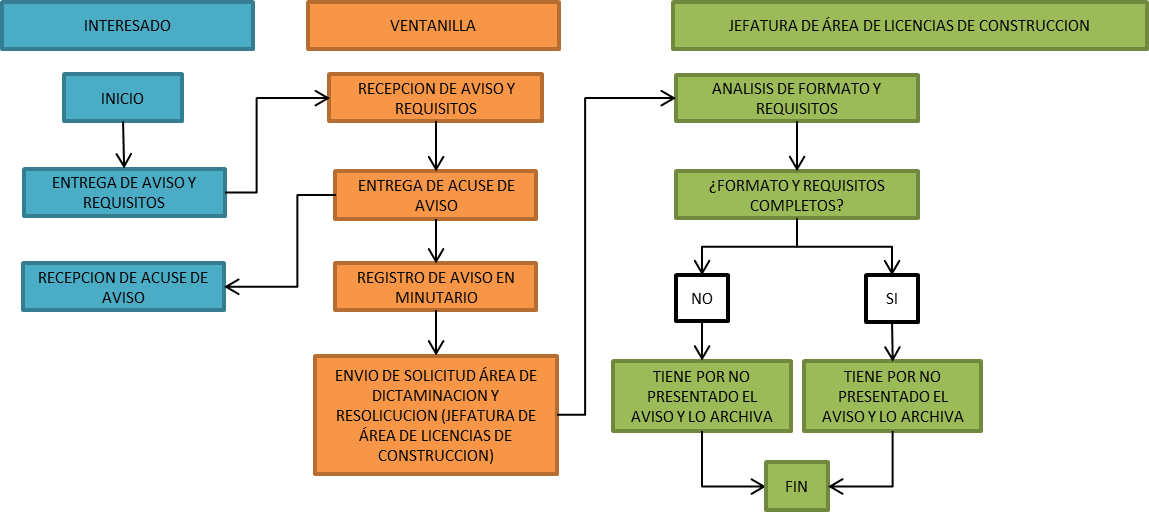 INTERESADO
VENTANILLA
JEFATURA DE ÁREA DE LICENCIAS DE CONSTRUCCION
INICIO
ENTREGA DE AVISO Y
REQUISITOS
RECEPCION DE ACUSE DE
AVISO
RECEPCION DE AVISO Y
REQUISITOS
ENTREGA DE ACUSE DE
AVISO
REGISTRO DE AVISO EN
MINUTARIO
ENVIO DE SOLICITUD ÁREA DE
DICTAMINACION Y
RESOLICUCION (JEFATURA DE
ÁREA DE LICENCIAS DE
CONSTRUCCION)
ANALISIS DE FORMATO Y
REQUISITOS
¿FORMATO Y REQUISITOS
COMPLETOS?
NO
SI
TIENE POR NO
PRESENTADO EL
AVISO Y LO ARCHIVA
TIENE POR NO
PRESENTADO EL
AVISO Y LO ARCHIVA
FIN